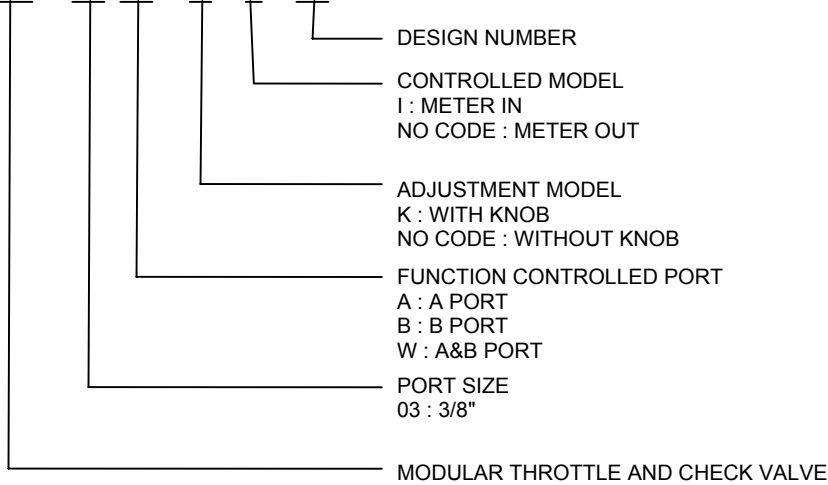 DESIGN NUMBER
CONTROLLED MODEL
I : METER IN
NO CODE : METER OUT
ADJUSTMENT MODEL
K : WITH KNOB
NO CODE : WITHOUT KNOB
FUNCTION CONTROLLED PORT
A : A PORT
B : B PORT
W : A&B PORT
PORT SIZE
03 : 3/8"
MODULAR THROTTLE AND CHECK VALVE